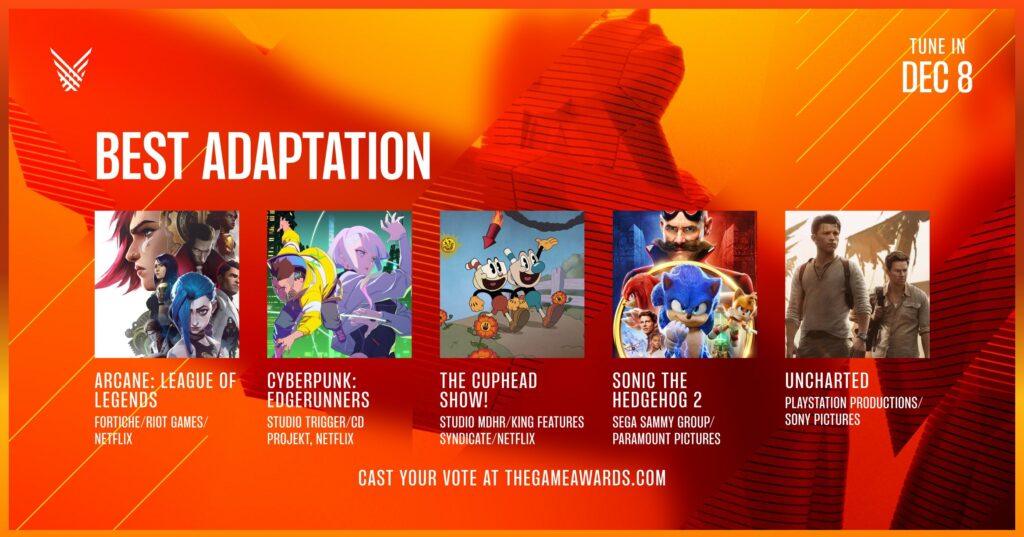 TUNE IN
DEC 8
BEST ADAPTATION
ARCANE: LEAGUE OF
LEGENDS
FORTICHE/RIOT GAMES/
NETFLIX
CYBERPUNK:
EDGERUNNERS
STUDIO TRIGGER/CD
PROJEKT, NETFLIX
THE CUPHEAD
SHOW!
STUDIO MDHR/KING FEATURES
SYNDICATE/NETFLIX
SONIC THE
HEDGEHOG 2
SEGA SAMMY GROUP/
PARAMOUNT PICTURES
UNCHARTED
PLAYSTATION PRODUCTIONS/
SONY PICTURES
CAST YOUR VOTE AT THEGAMEAWARDS.COM